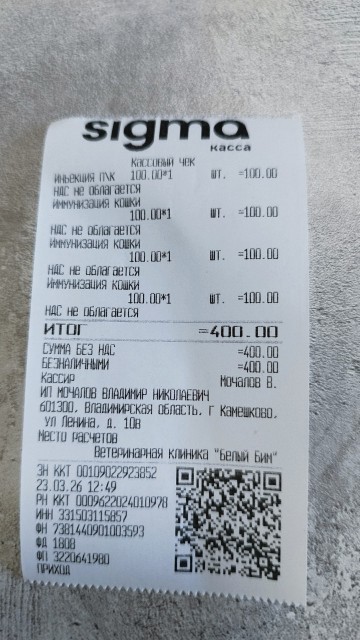 sigma
касса
Кассовый чек
ИНЬЕКЦИЯ П\К 100.00*1 ШТ. =100.00
НДС не облагается
ИММУНИЗАЦИЯ КОШКИ
100.00*1 ШТ. =100.00
НДС не облагается
ИММУНИЗАЦИЯ КОШКИ
100.00*1 ШТ. =100.00
НДС не облагается
ИММУНИЗАЦИЯ КОШКИ
100.00*1 ШТ. =100.00
НДС не облагается
ИТОГ =400.00
СУММА БЕЗ НДС =400.00
БЕЗНАЛИЧНЫМИ =400.00
Кассир Мочалов В.
ИП МОЧАЛОВ ВЛАДИМИР НИКОЛАЕВИЧ
601300, Владимирская область, г Камешково,
ул Ленина, д. 10в
Место расчетов
Ветеринарная клиника "Белый Бим"
ЗН ККТ 00109022923852
23.03.26 12:49
РН ККТ 0009622024010978
ИНН 331503115857
ФН 7381440901003593
ФД 1808
ФП 3220641980
ПРИХОД